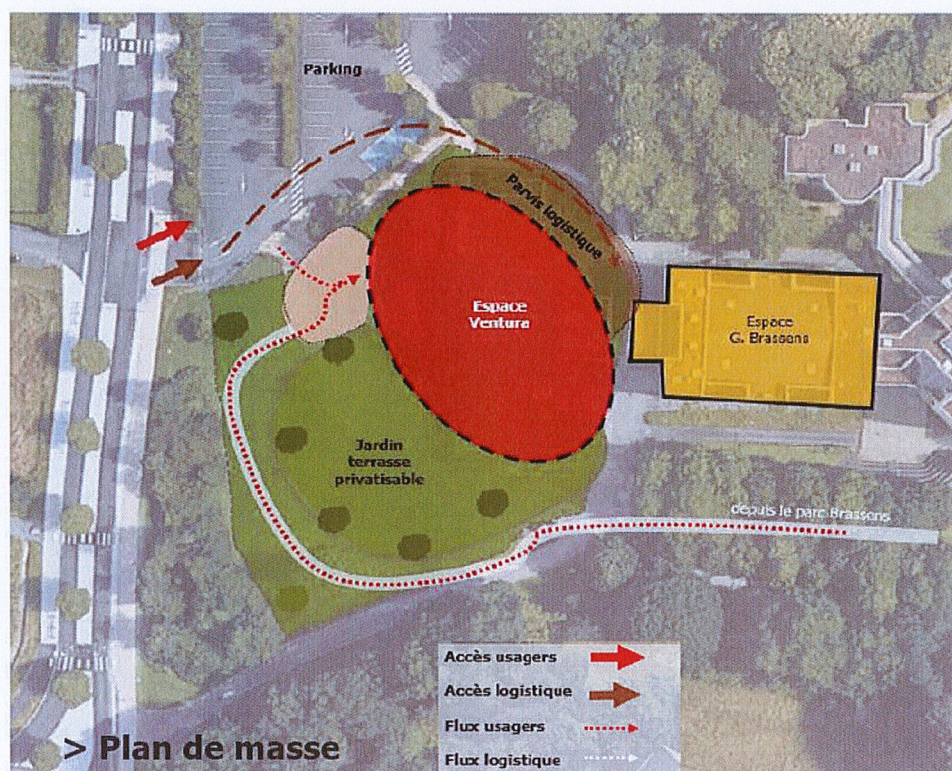 Parking
Parvis logistique
Espace
Ventura
Espace
G. Brassens
Jardin
terrasse
privatisable
depuis le parc Brassens
Accès usagers
Accès logistique
Flux usagers
Flux logistique
> Plan de masse